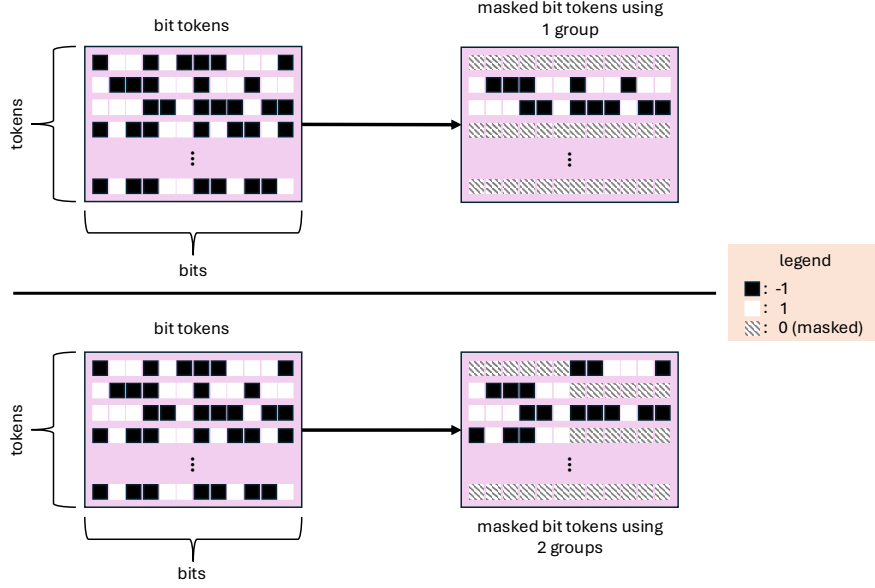 bit tokens
masked bit tokens using
1 group
tokens
bits
legend
: -1
: 1
: 0 (masked)
bit tokens
tokens
masked bit tokens using
2 groups
bits